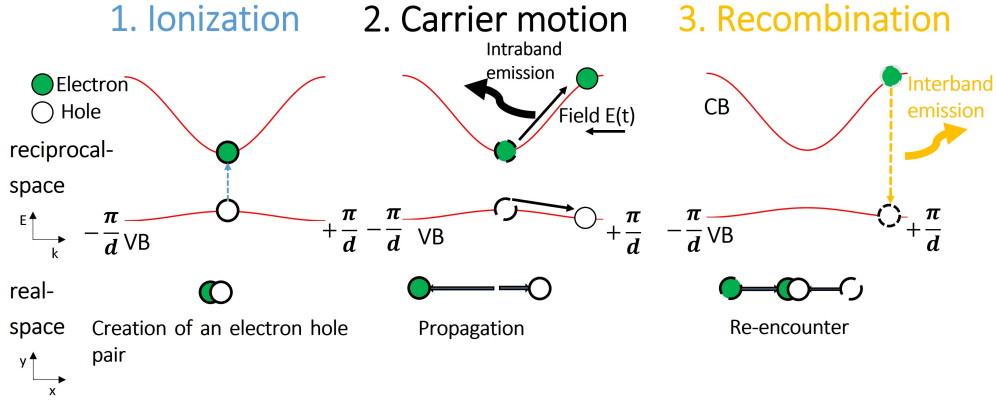 1. Ionization
2. Carrier motion
3. Recombination
Electron
Hole
Intraband
emission
Field E(t)
CB
Interband
emission
reciprocal-
space
E
k
−π/d
VB
+π/d
−π/d
VB
+π/d
−π/d
VB
+π/d
real-
space
Creation of an electron hole
pair
Propagation
Re-encounter
y
x